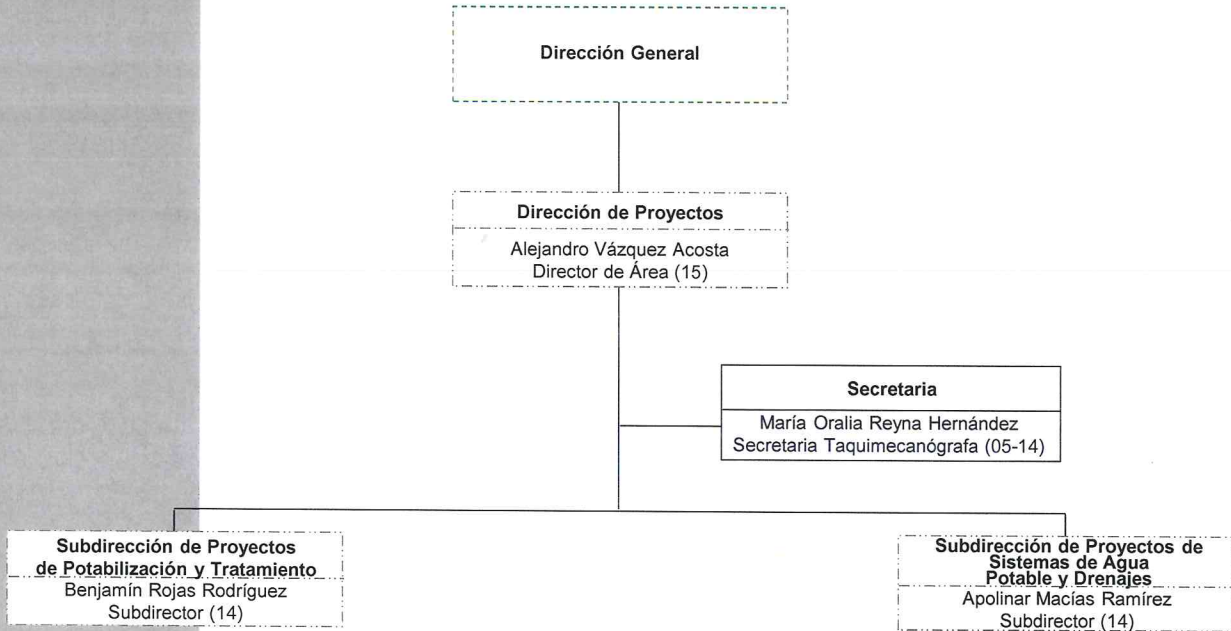 Dirección General
Dirección de Proyectos
Alejandro Vázquez Acosta
Director de Área (15)
Secretaria
María Oralia Reyna Hernández
Secretaria Taquimecanógrafa (05-14)
Subdirección de Proyectos
de Potabilización y Tratamiento
Benjamín Rojas Rodríguez
Subdirector (14)
Subdirección de Proyectos de
Sistemas de Agua
Potable y Drenajes
Apolinar Macías Ramírez
Subdirector (14)